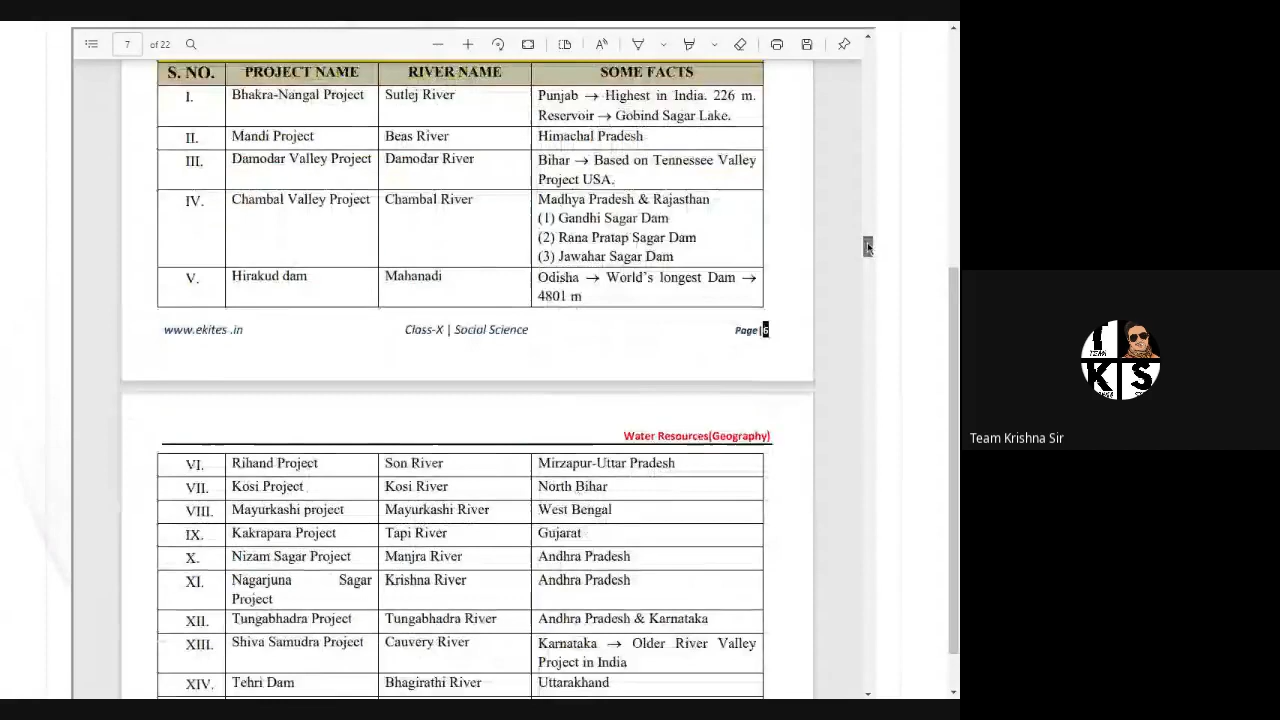 7 of 22
S. NO. PROJECT NAME RIVER NAME SOME FACTS
I. Bhakra-Nangal Project Sutlej River Punjab → Highest in India. 226 m.
Reservoir → Gobind Sagar Lake.
II. Mandi Project Beas River Himachal Pradesh
III. Damodar Valley Project Damodar River Bihar → Based on Tennessee Valley
Project USA.
IV. Chambal Valley Project Chambal River Madhya Pradesh & Rajasthan
(1) Gandhi Sagar Dam
(2) Rana Pratap Sagar Dam
(3) Jawahar Sagar Dam
V. Hirakud dam Mahanadi Odisha → World's longest Dam →
4801 m
www.ekites .in Class-X | Social Science Page|6
Water Resources(Geography)
VI. Rihand Project Son River Mirzapur-Uttar Pradesh
VII. Kosi Project Kosi River North Bihar
VIII. Mayurkashi project Mayurkashi River West Bengal
IX. Kakrapara Project Tapi River Gujarat
X. Nizam Sagar Project Manjra River Andhra Pradesh
XI. Nagarjuna Sagar Krishna River Andhra Pradesh
Project
XII. Tungabhadra Project Tungabhadra River Andhra Pradesh & Karnataka
XIII. Shiva Samudra Project Cauvery River Karnataka → Older River Valley
Project in India
XIV. Tehri Dam Bhagirathi River Uttarakhand
K S
Team Krishna Sir